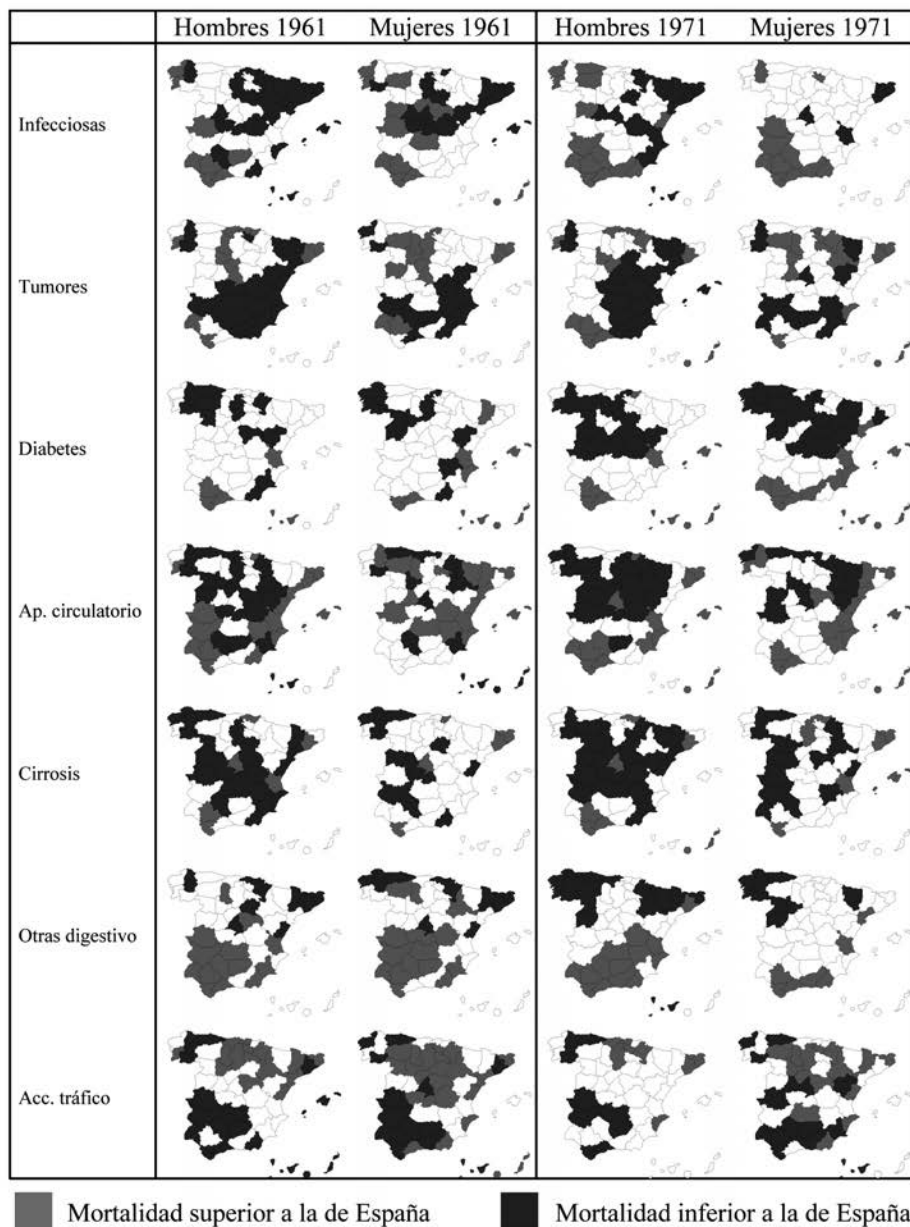 Hombres 1961 Mujeres 1961 Hombres 1971 Mujeres 1971
Infecciosas
Tumores
Diabetes
Ap. circulatorio
Cirrosis
Otras digestivo
Acc. tráfico
Mortalidad superior a la de España Mortalidad inferior a la de España